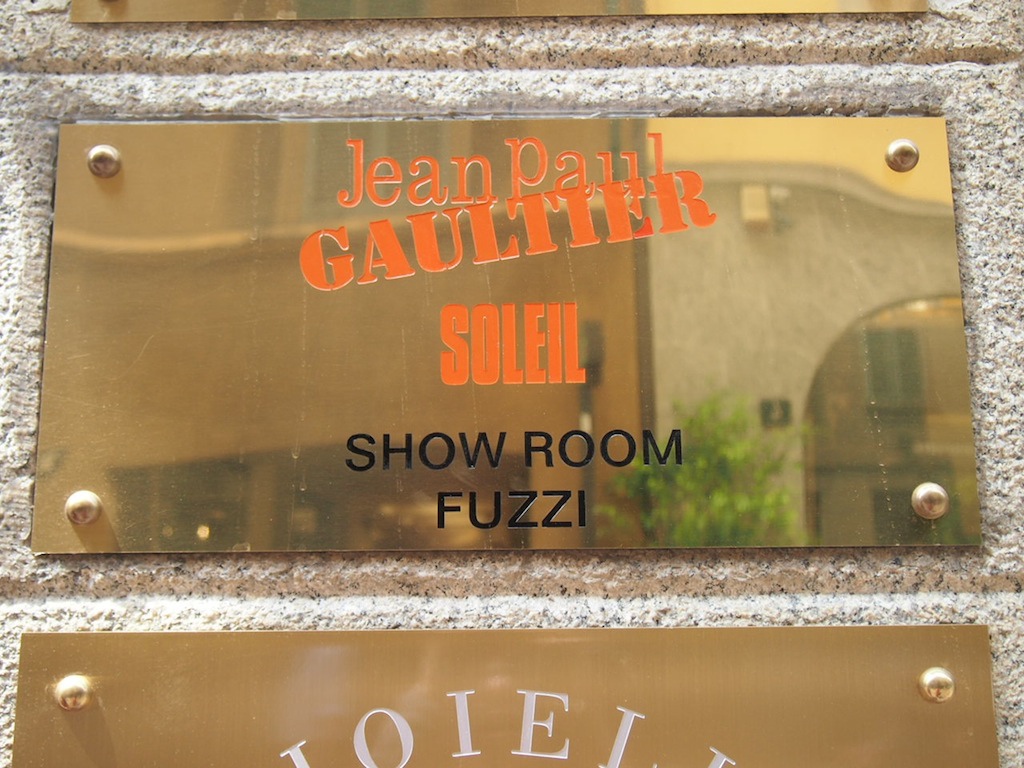 Jean Paul
GAULTIER
SOLEIL
SHOW ROOM
FUZZI